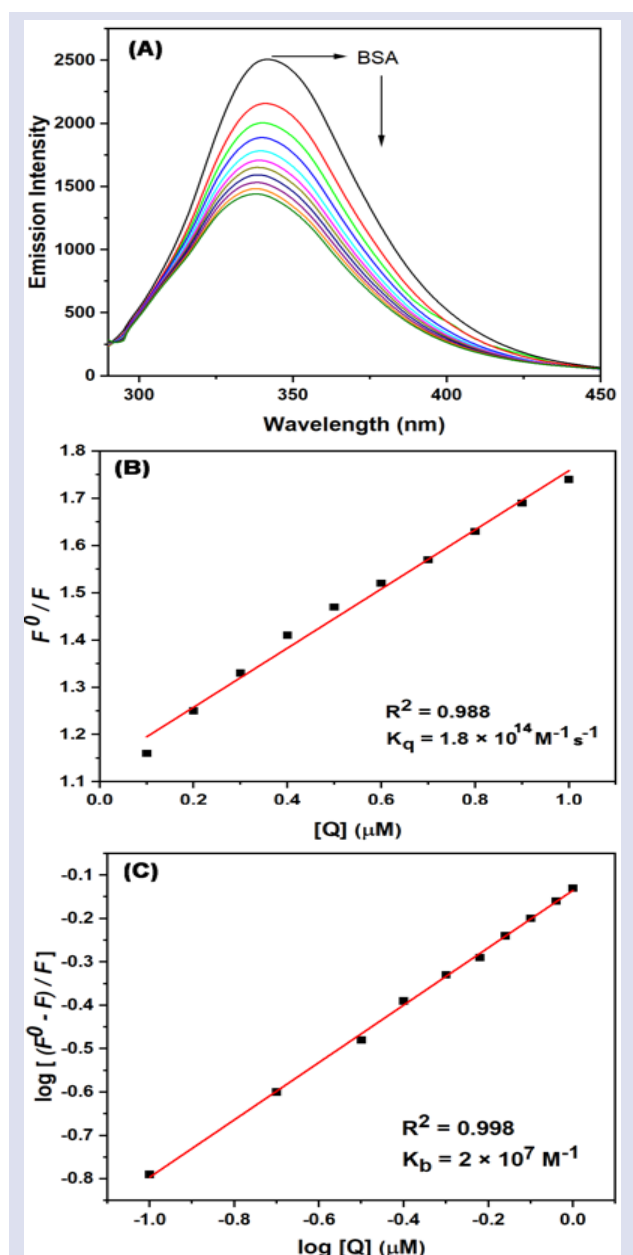 (A)
BSA
2500
2000
1500
1000
500
0
Emission Intensity
300 350 400 450
Wavelength (nm)
(B)
1.8
1.7
1.6
1.5
1.4
1.3
1.2
1.1
F⁰/F
R² = 0.988
K_q = 1.8 × 10¹⁴ M⁻¹ s⁻¹
0.0 0.2 0.4 0.6 0.8 1.0
[Q] (µM)
(C)
-0.1
-0.2
-0.3
-0.4
-0.5
-0.6
-0.7
-0.8
log [ (F⁰ - F) / F]
R² = 0.998
K_b = 2 × 10⁷ M⁻¹
-1.0 -0.8 -0.6 -0.4 -0.2 0.0
log [Q] (µM)